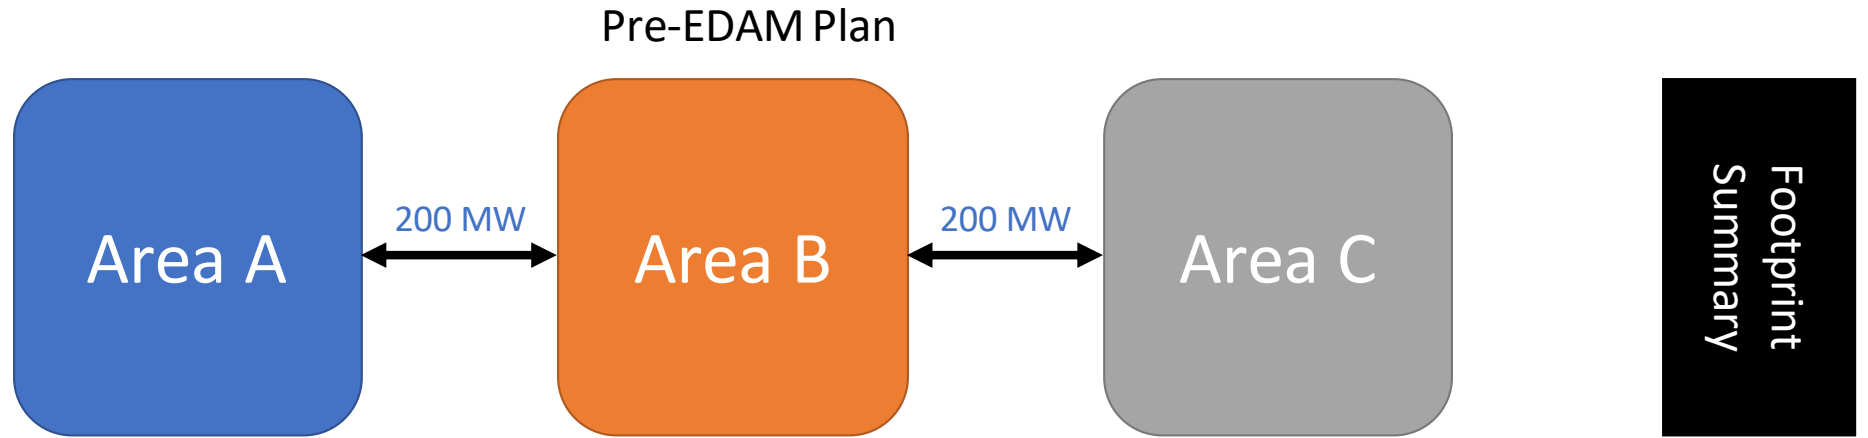 Pre-EDAM Plan
Area A
200 MW
Area B
200 MW
Area C
Footprint
Summary